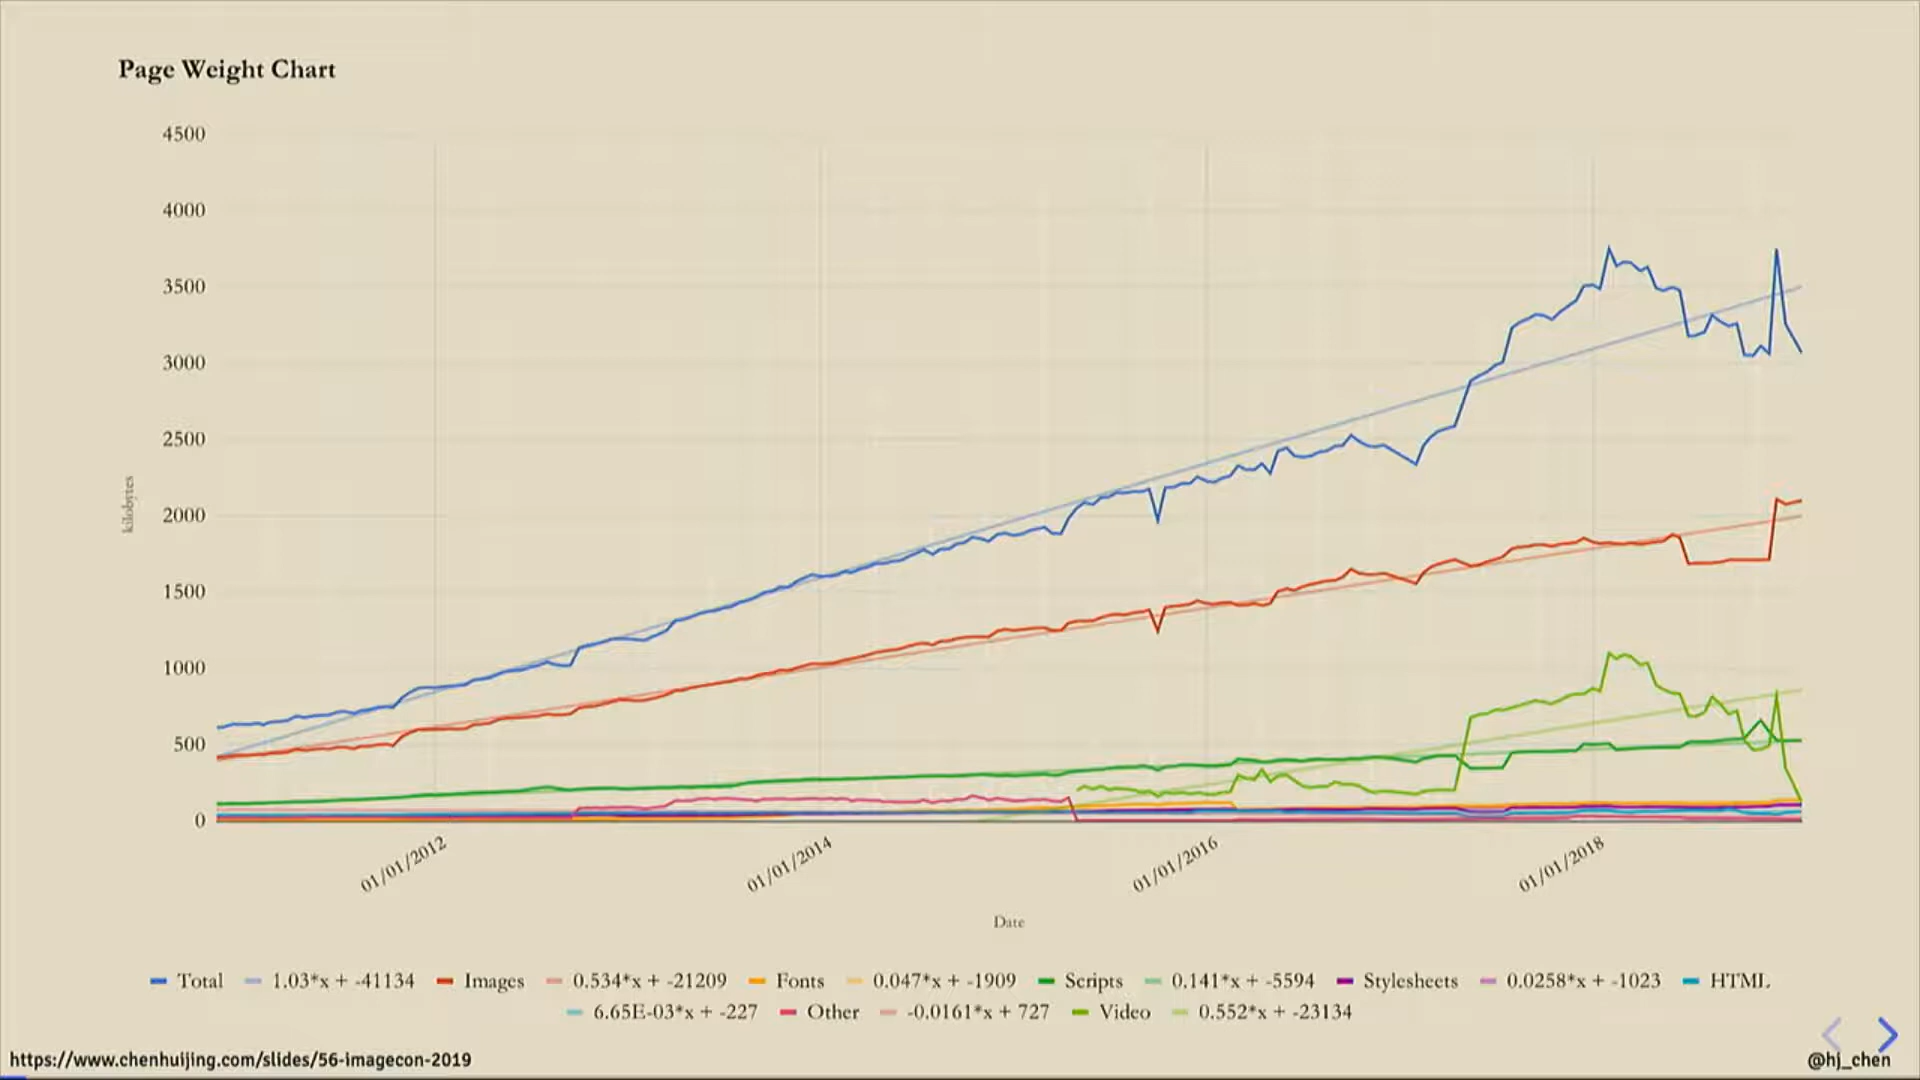 Page Weight Chart
4500
4000
3500
3000
2500
2000
1500
1000
500
0
kilobytes
01/01/2012
01/01/2014
01/01/2016
01/01/2018
Date
Total 1.03*x + -41134 Images 0.534*x + -21209 Fonts 0.047*x + -1909 Scripts 0.141*x + -5594 Stylesheets 0.0258*x + -1023 HTML
6.65E-03*x + -227 Other -0.0161*x + 727 Video 0.552*x + -23134
https://www.chenhuijing.com/slides/56-imagecon-2019
@hj_chen